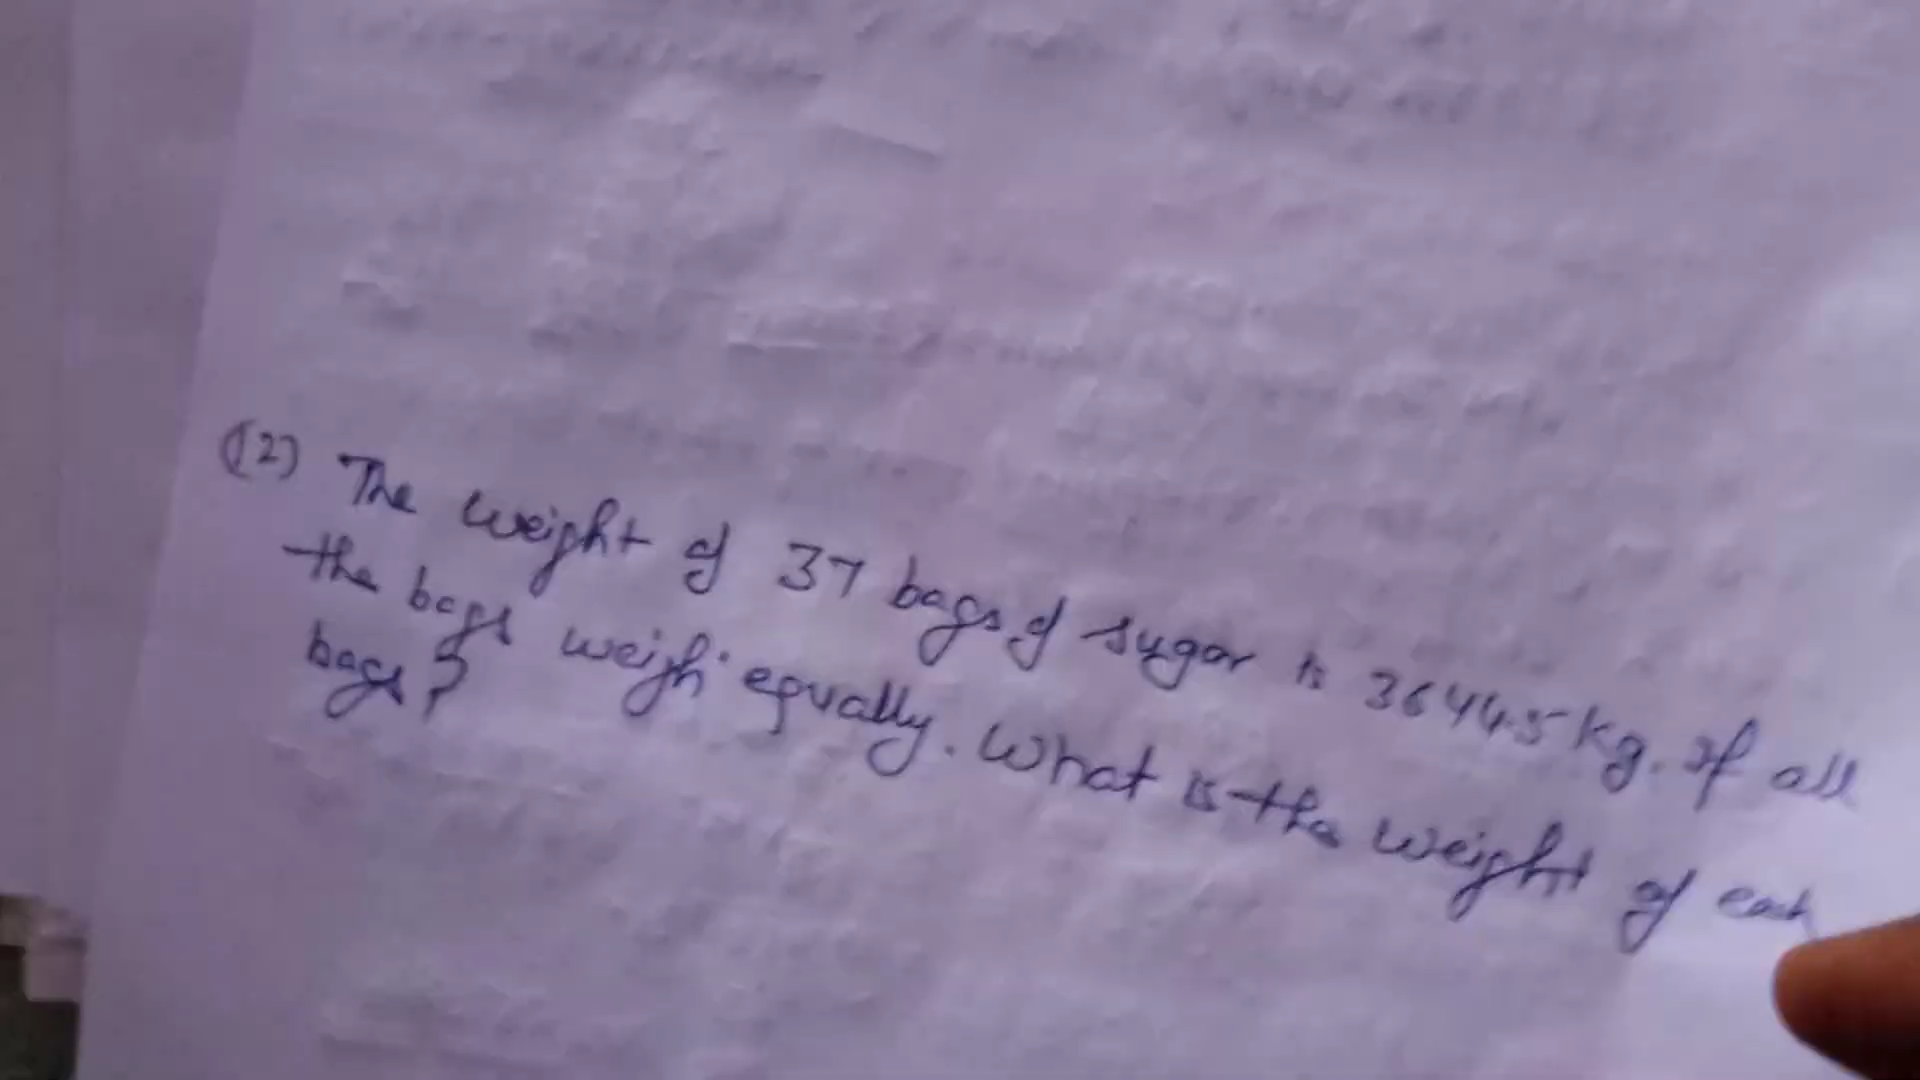 (2) The weight of 37 bags of sugar is 3644.5 kg. If all
the bags weigh equally. What is the weight of each
bags?